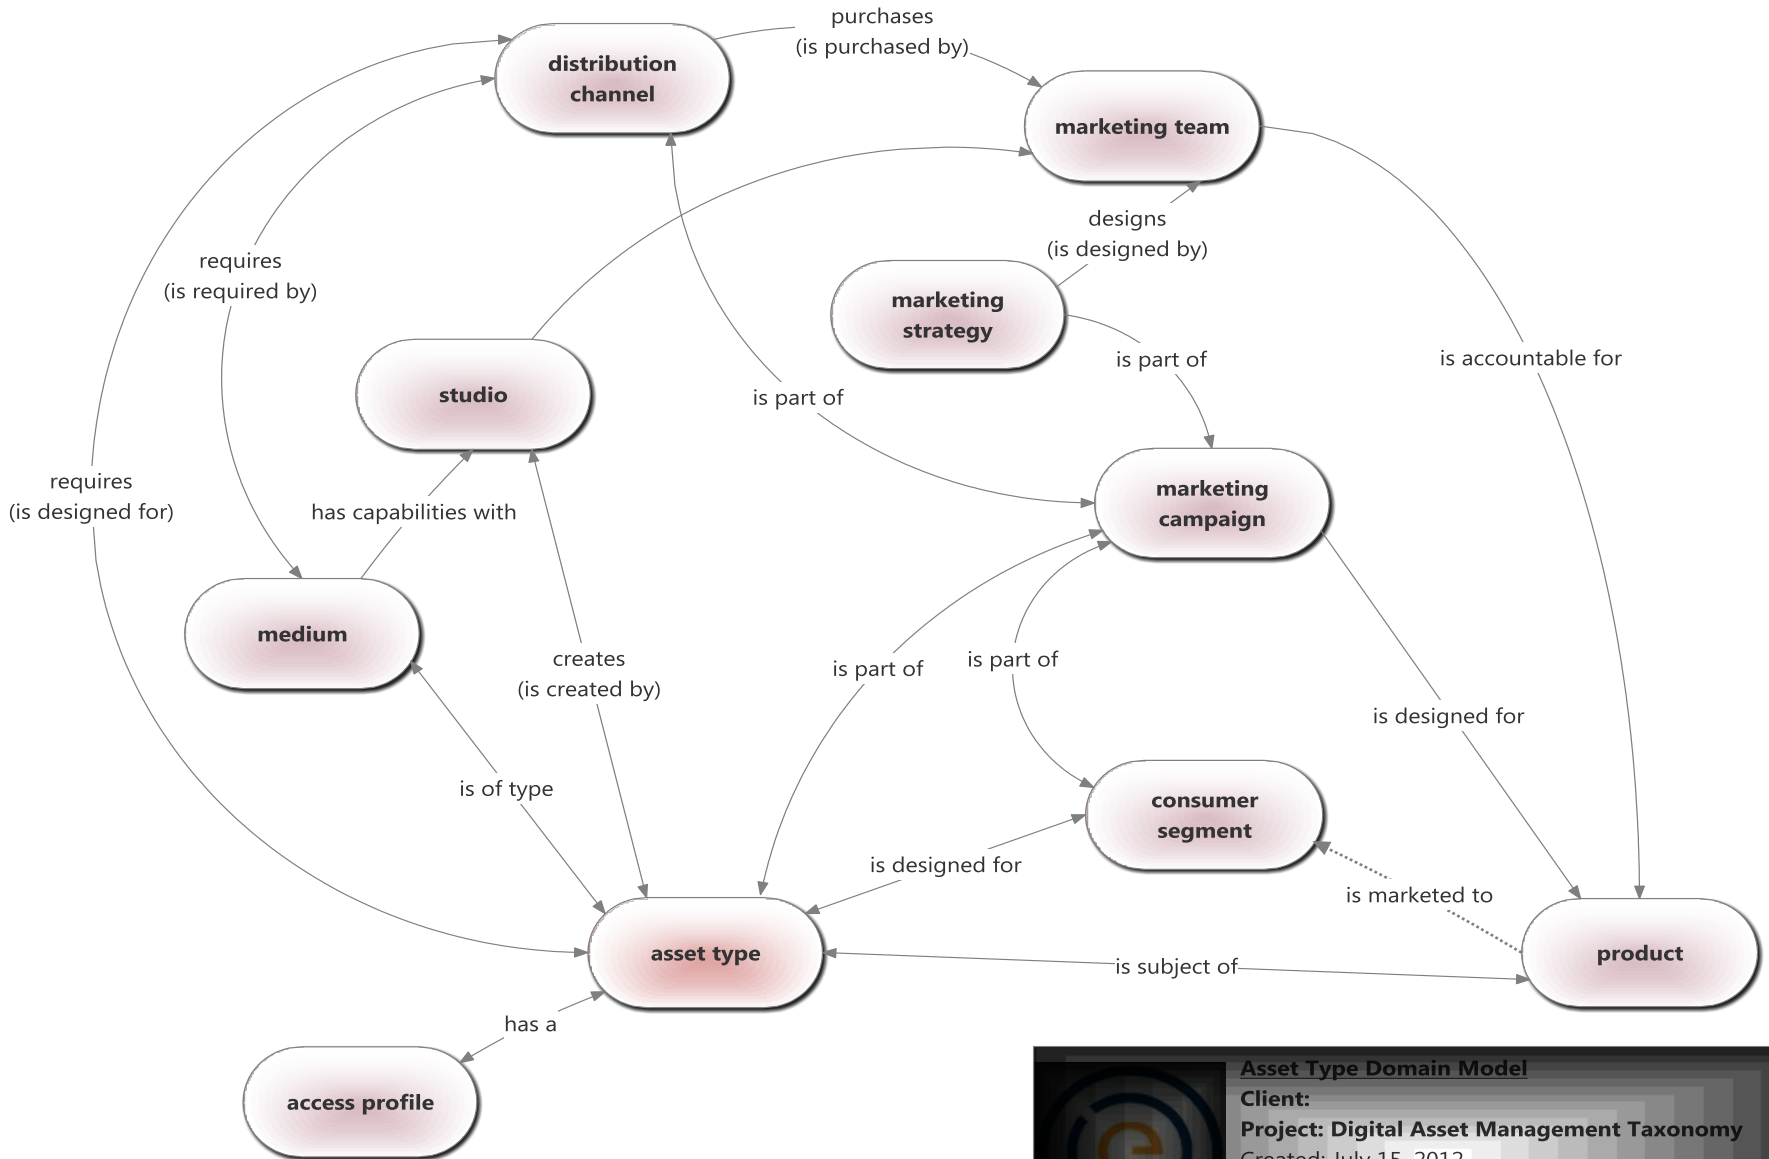 purchases
(is purchased by)
distribution
channel
marketing team
designs
(is designed by)
requires
(is required by)
marketing
strategy
is part of
is accountable for
studio
is part of
requires
(is designed for)
has capabilities with
marketing
campaign
medium
creates
(is created by)
is part of
is part of
is designed for
is of type
consumer
segment
is designed for
is marketed to
asset type
is subject of
product
has a
access profile
Asset Type Domain Model
Client:
Project: Digital Asset Management Taxonomy
Created: July 15, 2012